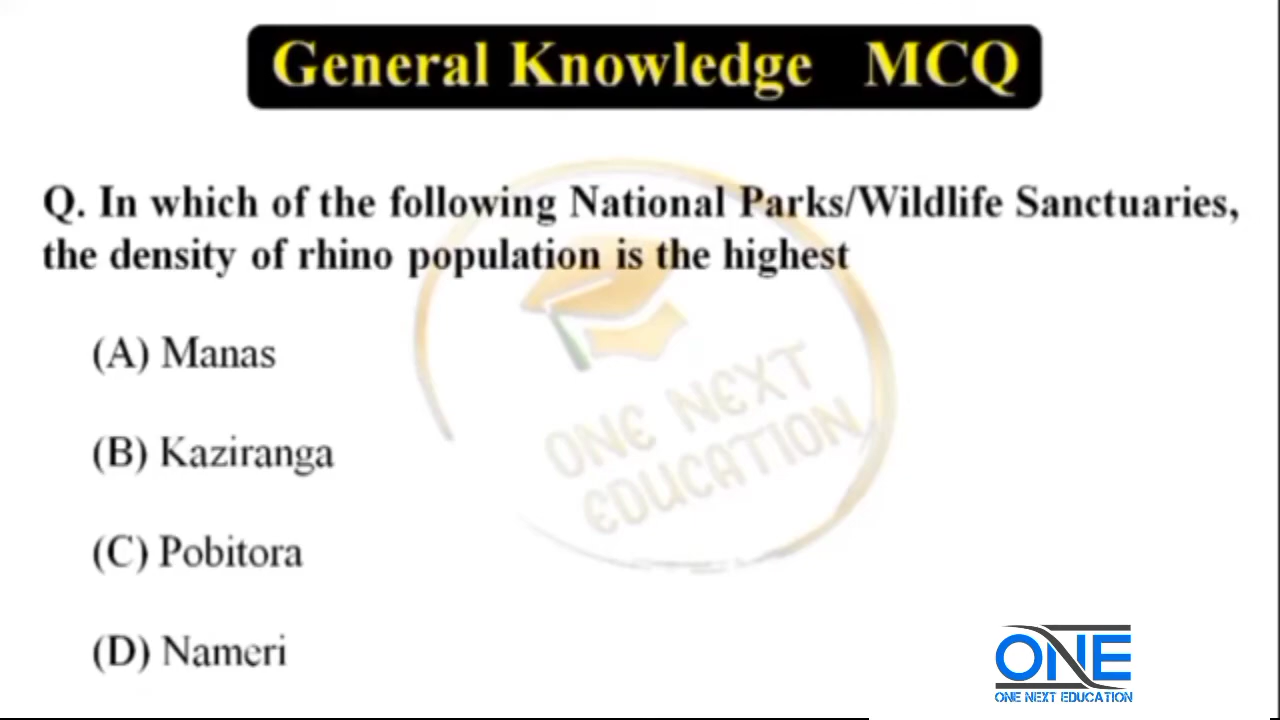 General Knowledge MCQ
Q. In which of the following National Parks/Wildlife Sanctuaries,
the density of rhino population is the highest
(A) Manas
(B) Kaziranga
(C) Pobitora
(D) Nameri
ONE NEXT
EDUCATION
ONE
ONE NEXT EDUCATION